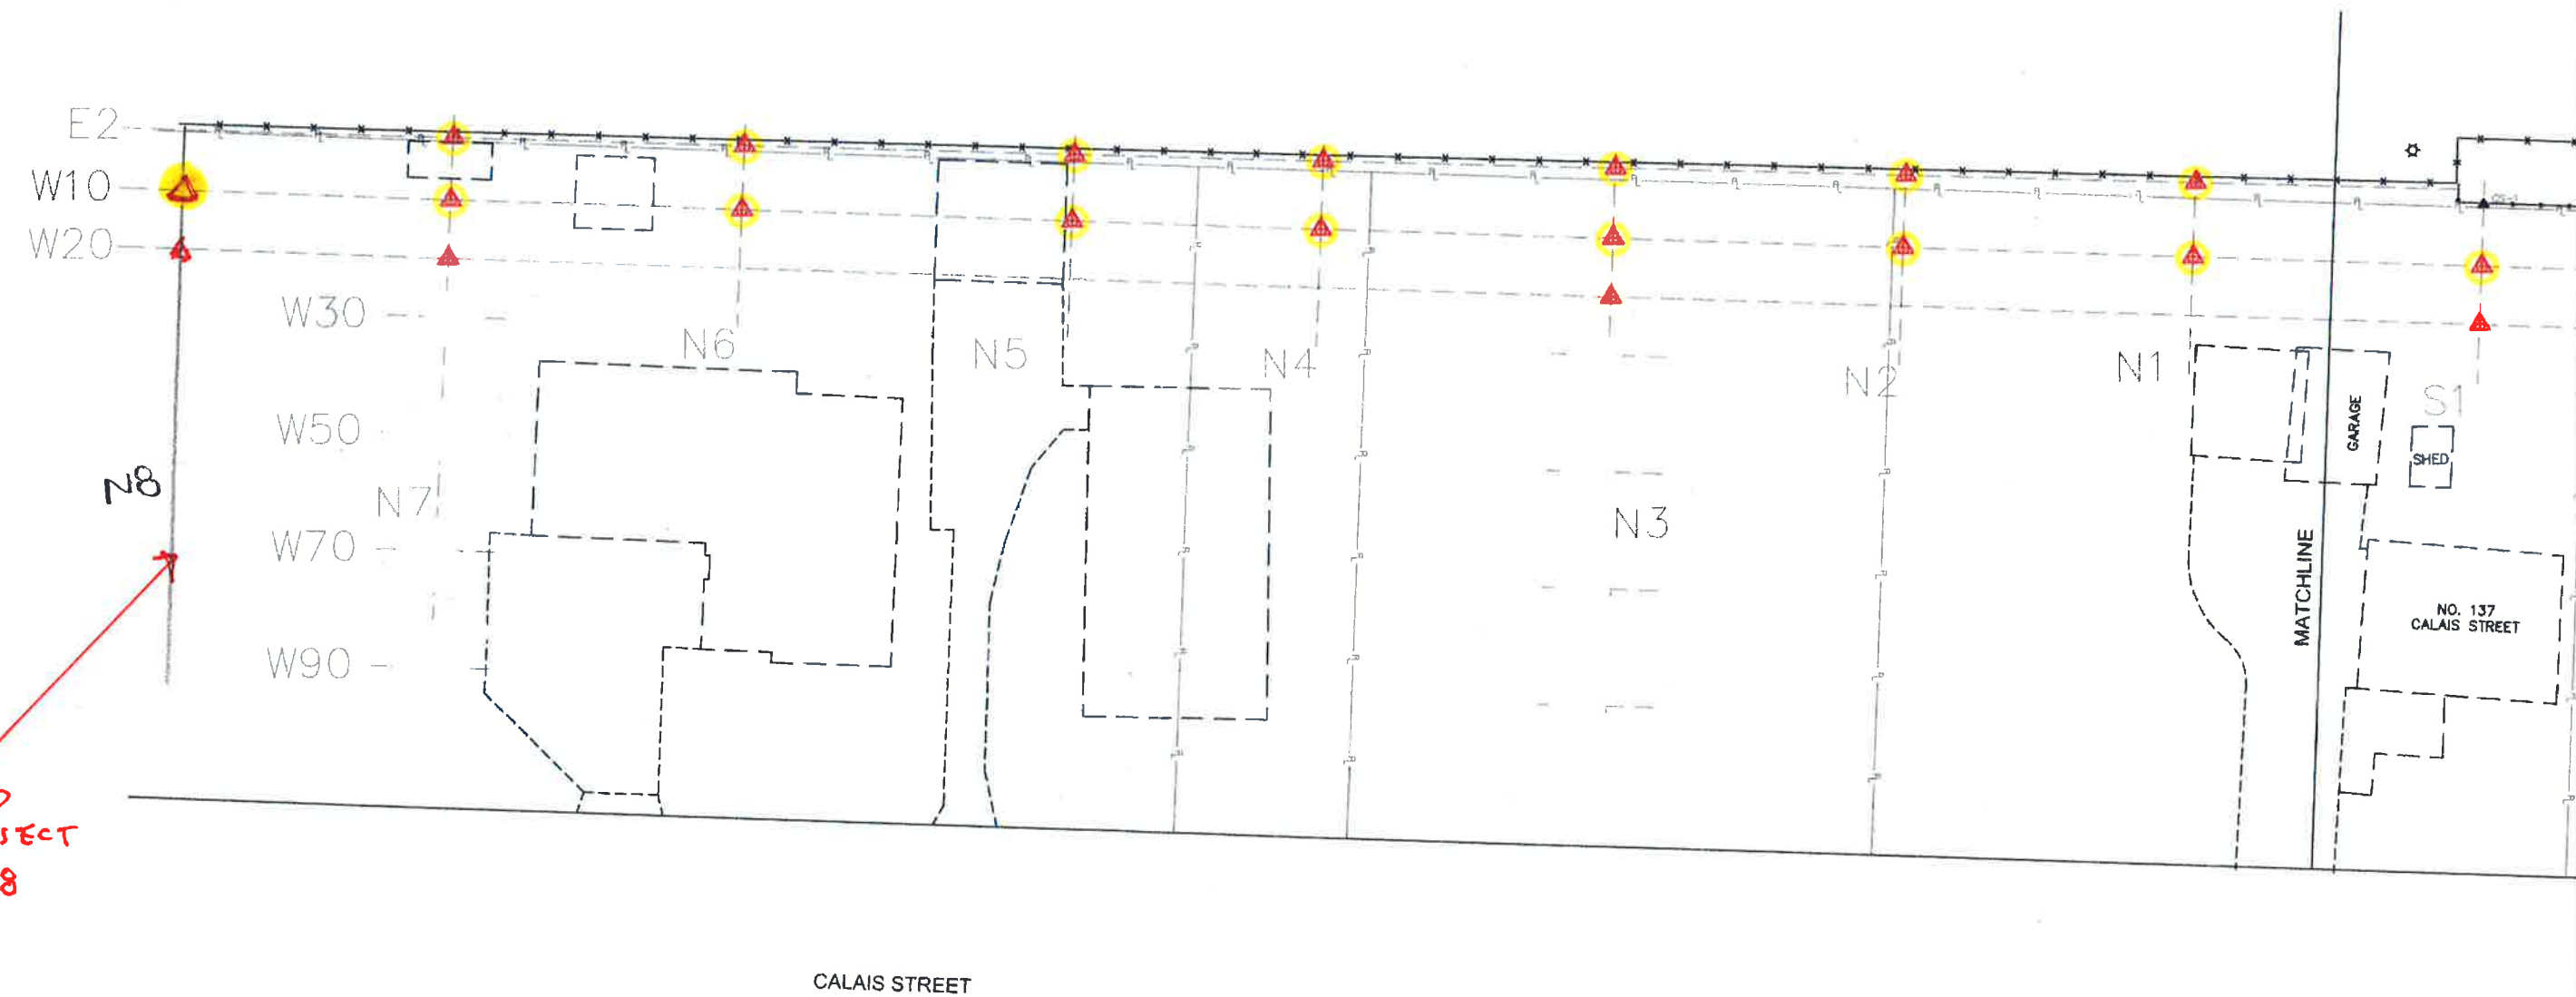 E2
W10
W20
W30
W50
W70
W90
N8
N7
N6
N5
N4
N3
N2
N1
S1
MATCHLINE
GARAGE
SHED
NO. 137
CALAIS STREET
SECT
8
CALAIS STREET